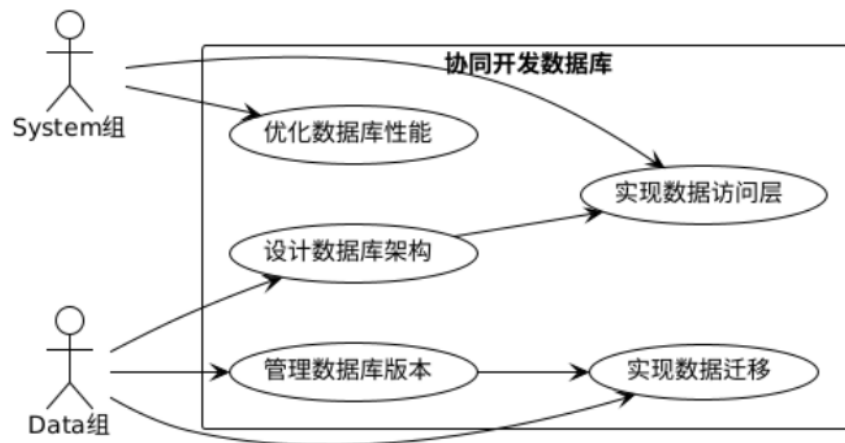 协同开发数据库
System组
优化数据库性能
实现数据访问层
设计数据库架构
管理数据库版本
实现数据迁移
Data组